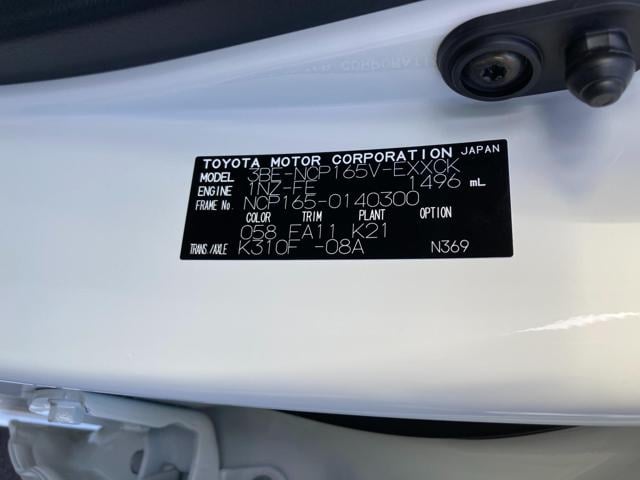 TOYOTA MOTOR CORPORATION JAPAN
MODEL 3BE-NCP165V-EXXCK
ENGINE 1NZ-FE 1496 mL
FRAME No. NCP165-0140300
COLOR TRIM PLANT OPTION
058 FA11 K21
TRANS./AXLE K310F -08A N369